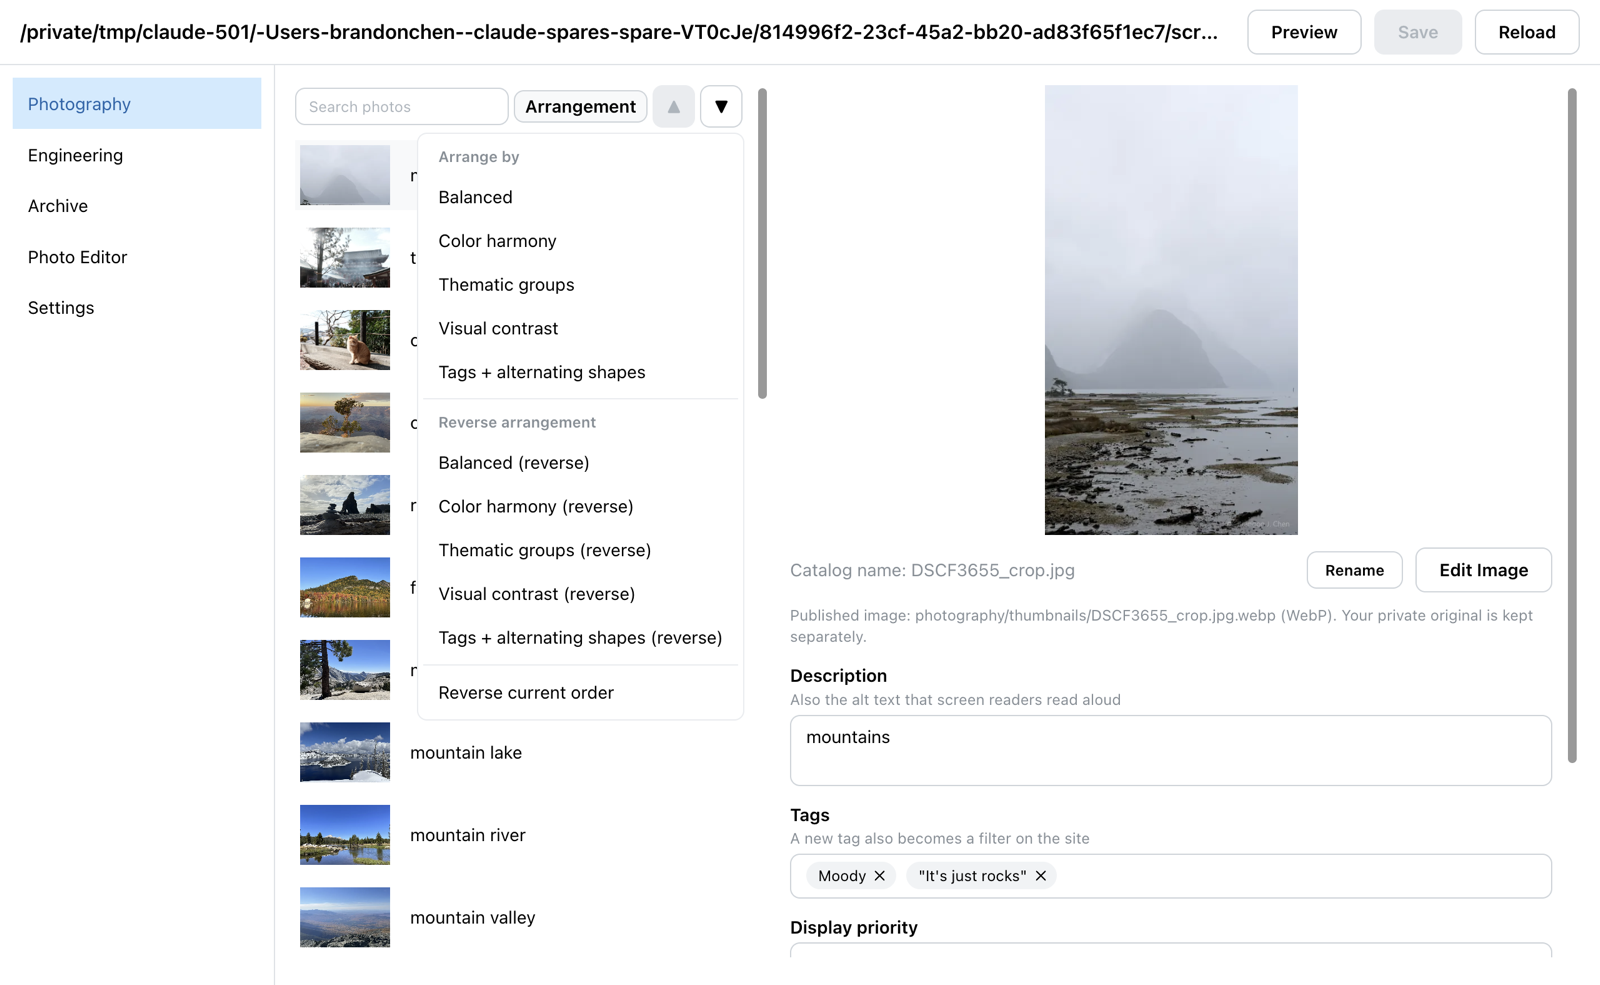 /private/tmp/claude-501/-Users-brandonchen--claude-spares-spare-VT0cJe/814996f2-23cf-45a2-bb20-ad83f65f1ec7/scr...
Preview
Save
Reload
Photography
Engineering
Archive
Photo Editor
Settings
Search photos
Arrangement
Arrange by
Balanced
Color harmony
Thematic groups
Visual contrast
Tags + alternating shapes
Reverse arrangement
Balanced (reverse)
Color harmony (reverse)
Thematic groups (reverse)
Visual contrast (reverse)
Tags + alternating shapes (reverse)
Reverse current order
mountain lake
mountain river
mountain valley
Catalog name: DSCF3655_crop.jpg
Rename
Edit Image
Published image: photography/thumbnails/DSCF3655_crop.jpg.webp (WebP). Your private original is kept
separately.
Description
Also the alt text that screen readers read aloud
mountains
Tags
A new tag also becomes a filter on the site
Moody ✕
"It's just rocks" ✕
Display priority